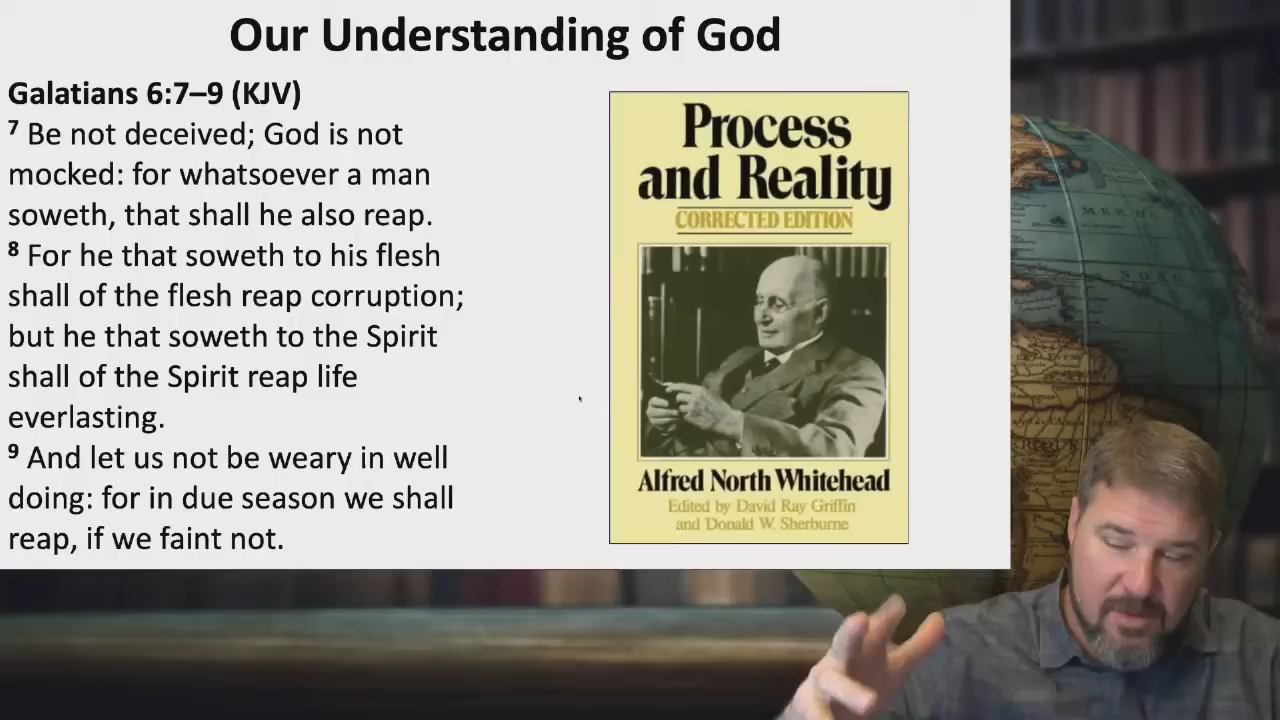 Our Understanding of God
Galatians 6:7–9 (KJV)
7 Be not deceived; God is not
mocked: for whatsoever a man
soweth, that shall he also reap.
8 For he that soweth to his flesh
shall of the flesh reap corruption;
but he that soweth to the Spirit
shall of the Spirit reap life
everlasting.
9 And let us not be weary in well
doing: for in due season we shall
reap, if we faint not.
Process
and Reality
CORRECTED EDITION
Alfred North Whitehead
Edited by David Ray Griffin
and Donald W. Sherburne